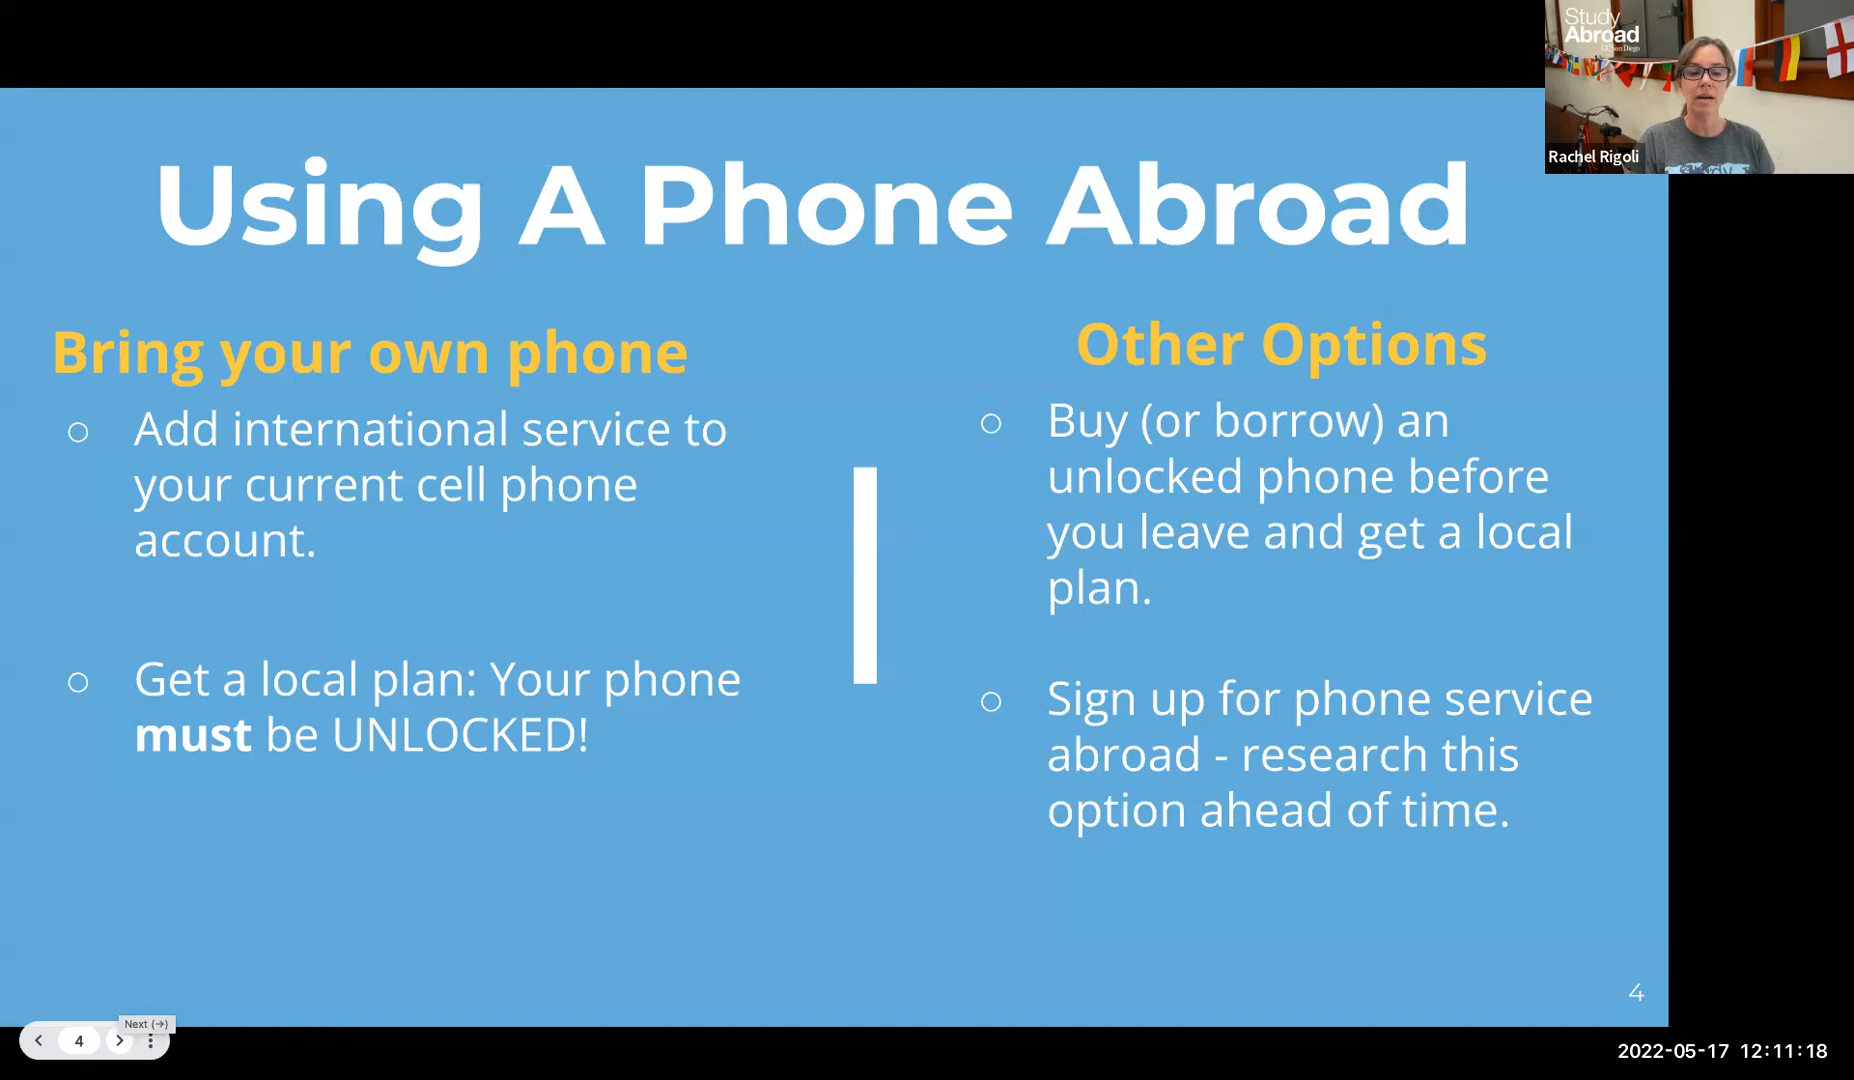 Study
Abroad
UC San Diego
Rachel Rigoli
Using A Phone Abroad
Bring your own phone
○ Add international service to
your current cell phone
account.
○ Get a local plan: Your phone
must be UNLOCKED!
Other Options
○ Buy (or borrow) an
unlocked phone before
you leave and get a local
plan.
○ Sign up for phone service
abroad - research this
option ahead of time.
4
Next (→)
4
2022-05-17 12:11:18